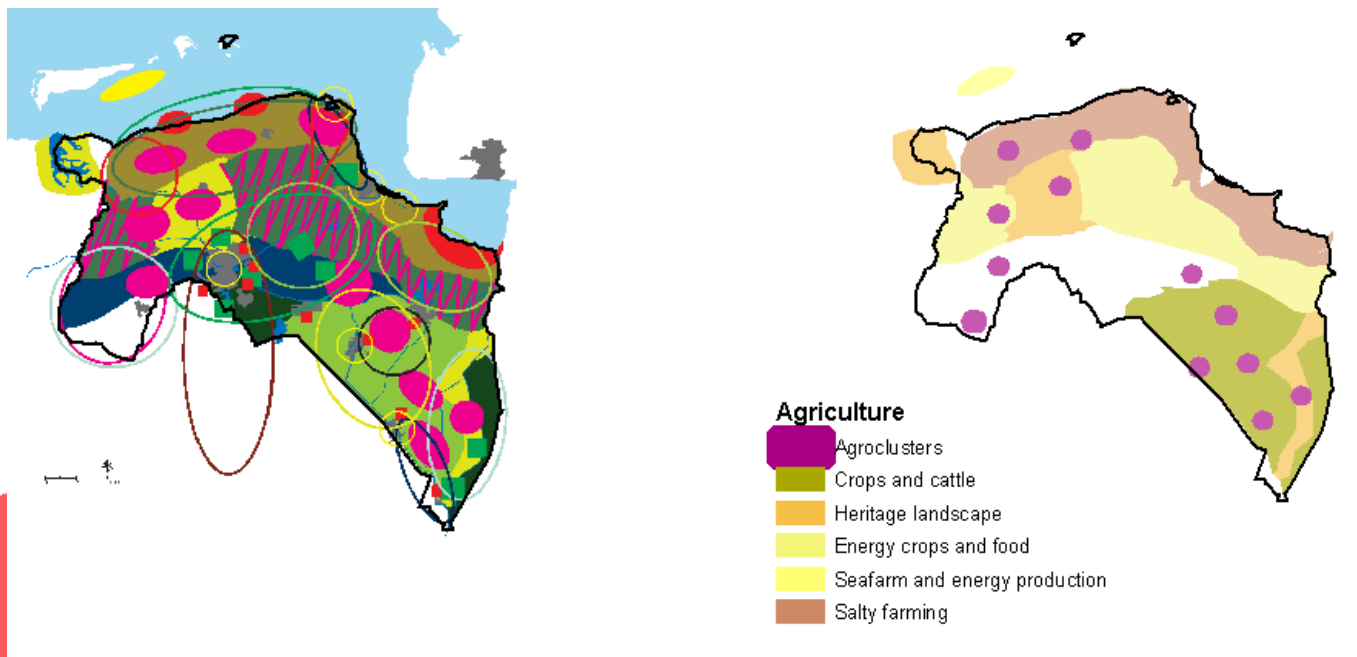 Agriculture
Agroclusters
Crops and cattle
Heritage landscape
Energy crops and food
Seafarm and energy production
Salty farming